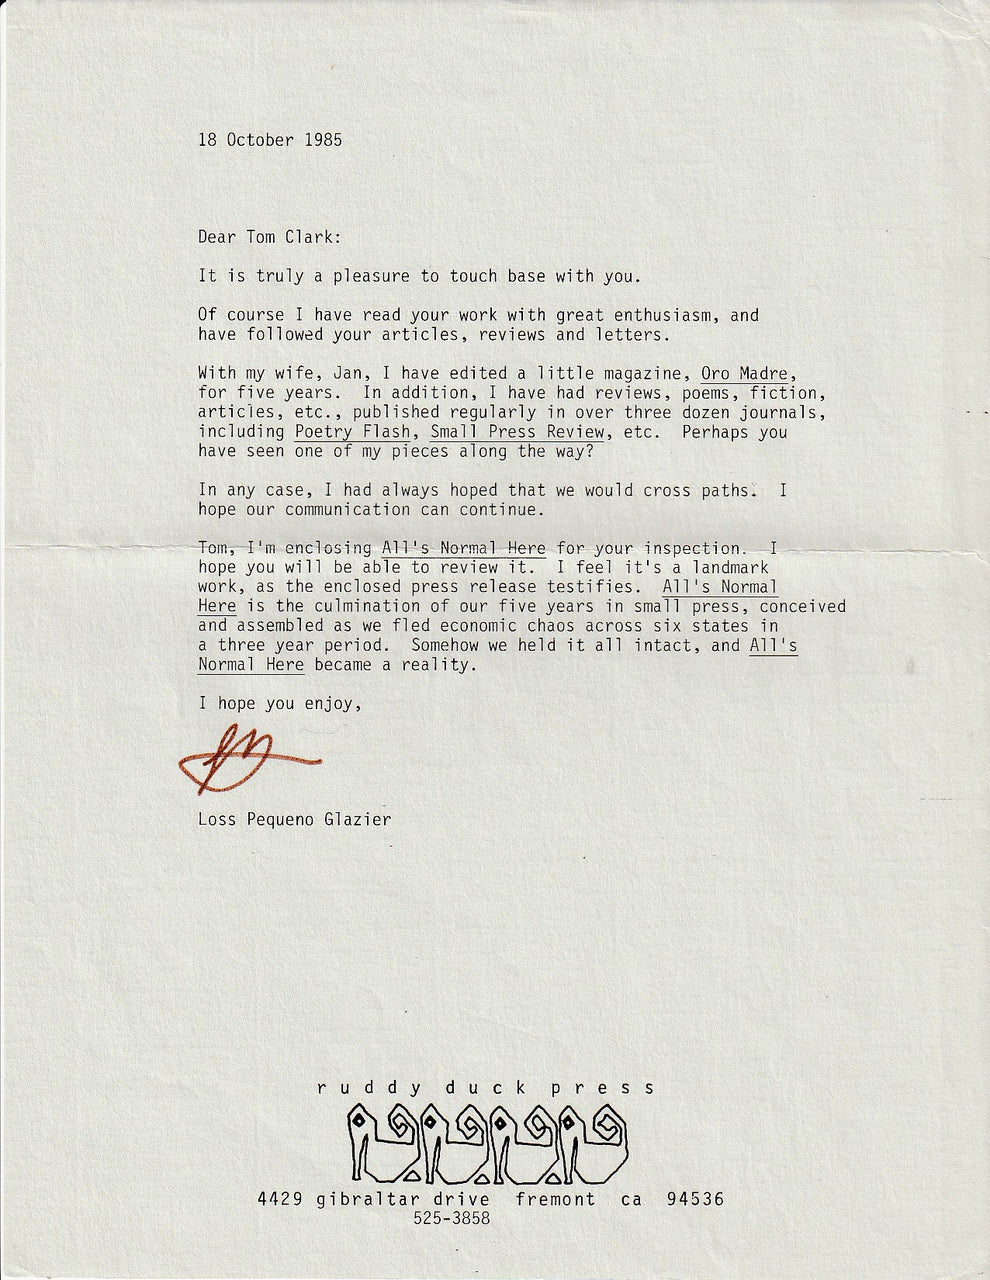 18 October 1985
Dear Tom Clark:
It is truly a pleasure to touch base with you.
Of course I have read your work with great enthusiasm, and
have followed your articles, reviews and letters.
With my wife, Jan, I have edited a little magazine, Oro Madre,
for five years.  In addition, I have had reviews, poems, fiction,
articles, etc., published regularly in over three dozen journals,
including Poetry Flash, Small Press Review, etc.  Perhaps you
have seen one of my pieces along the way?
In any case, I had always hoped that we would cross paths.  I
hope our communication can continue.
Tom, I'm enclosing All's Normal Here for your inspection.  I
hope you will be able to review it.  I feel it's a landmark
work, as the enclosed press release testifies.  All's Normal
Here is the culmination of our five years in small press, conceived
and assembled as we fled economic chaos across six states in
a three year period.  Somehow we held it all intact, and All's
Normal Here became a reality.
I hope you enjoy,
Loss Pequeno Glazier
ruddy duck press
4429 gibraltar drive  fremont  ca  94536
525-3858